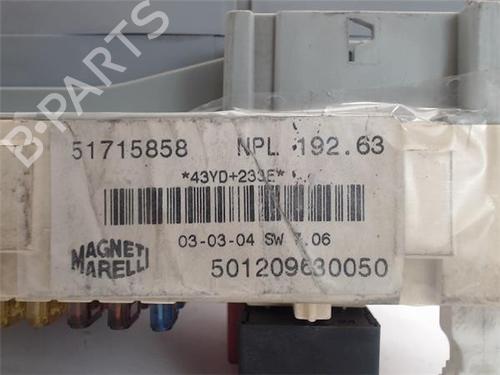 B-PARTS
51715858 NPL 192.63
*43YD+233E*
03-03-04 SW 7.06
MAGNETI
MARELLI
501209630050